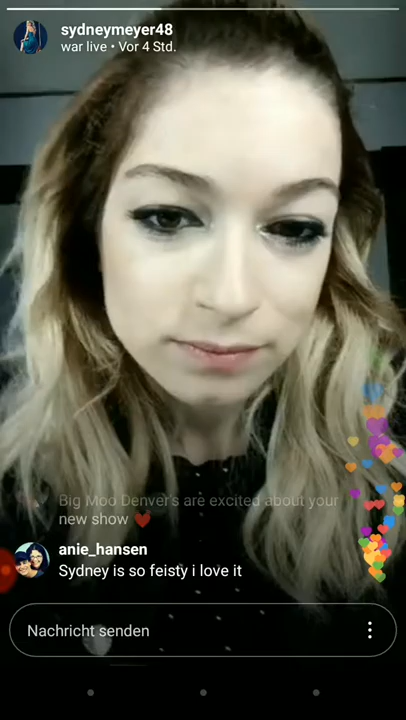 sydneymeyer48
war live • Vor 4 Std.
Big Moo Denver's are excited about your
new show ❤️
anie_hansen
Sydney is so feisty i love it
Nachricht senden